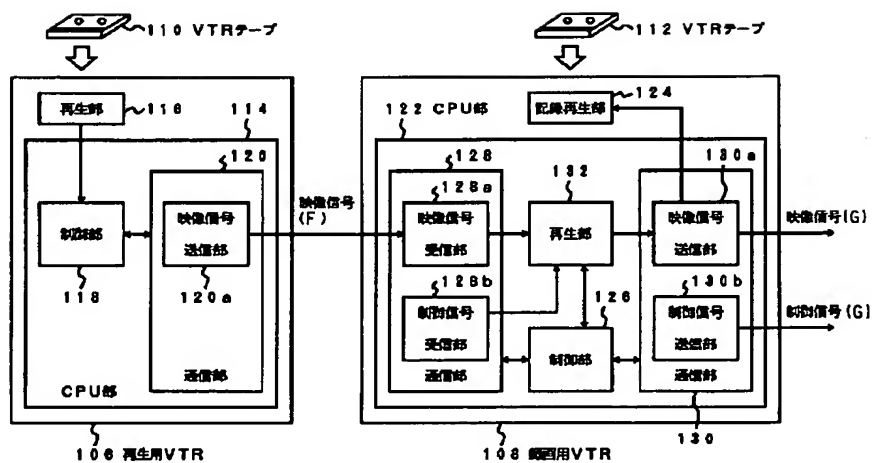 110 VTRテープ
112 VTRテープ
再生部
116
114
120
制御部
118
映像信号
送信部
120a
通信部
CPU部
106 再生用VTR
映像信号
(F)
122 CPU部
記録再生部
124
128
128a
映像信号
受信部
128b
制御信号
受信部
通信部
132
再生部
126
制御部
130a
映像信号
送信部
130b
制御信号
送信部
通信部
130
映像信号(G)
制御信号(G)
108 録画用VTR